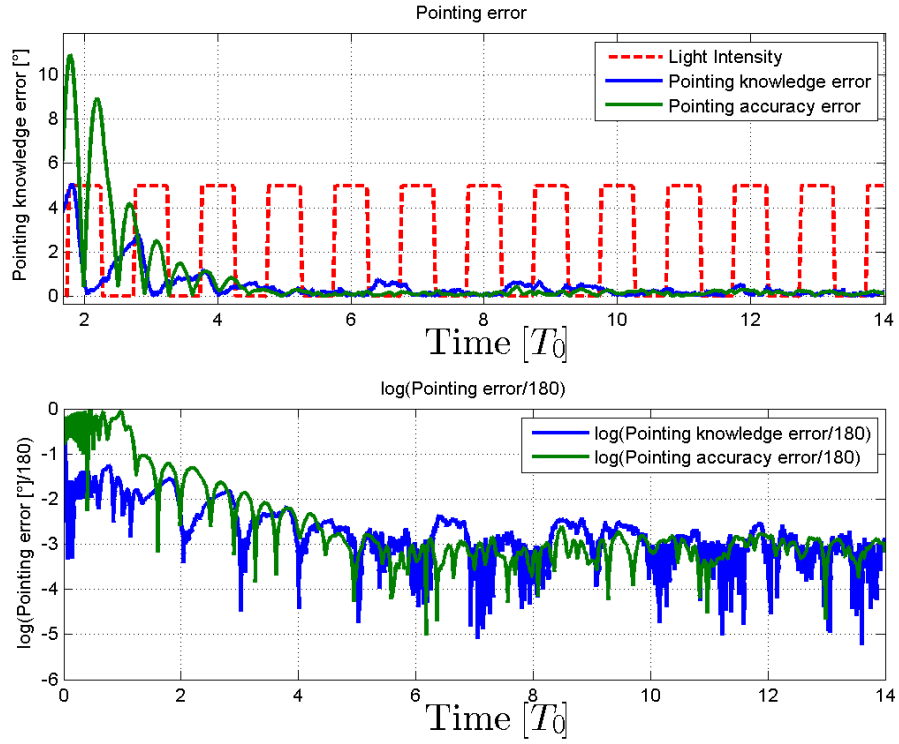 Pointing error
Pointing knowledge error [°]
10
8
6
4
2
0
Light Intensity
Pointing knowledge error
Pointing accuracy error
2 4 6 8 10 12 14
Time [T0]
log(Pointing error/180)
log(Pointing error [°]/180)
0
-1
-2
-3
-4
-5
-6
log(Pointing knowledge error/180)
log(Pointing accuracy error/180)
0 2 4 6 8 10 12 14
Time [T0]